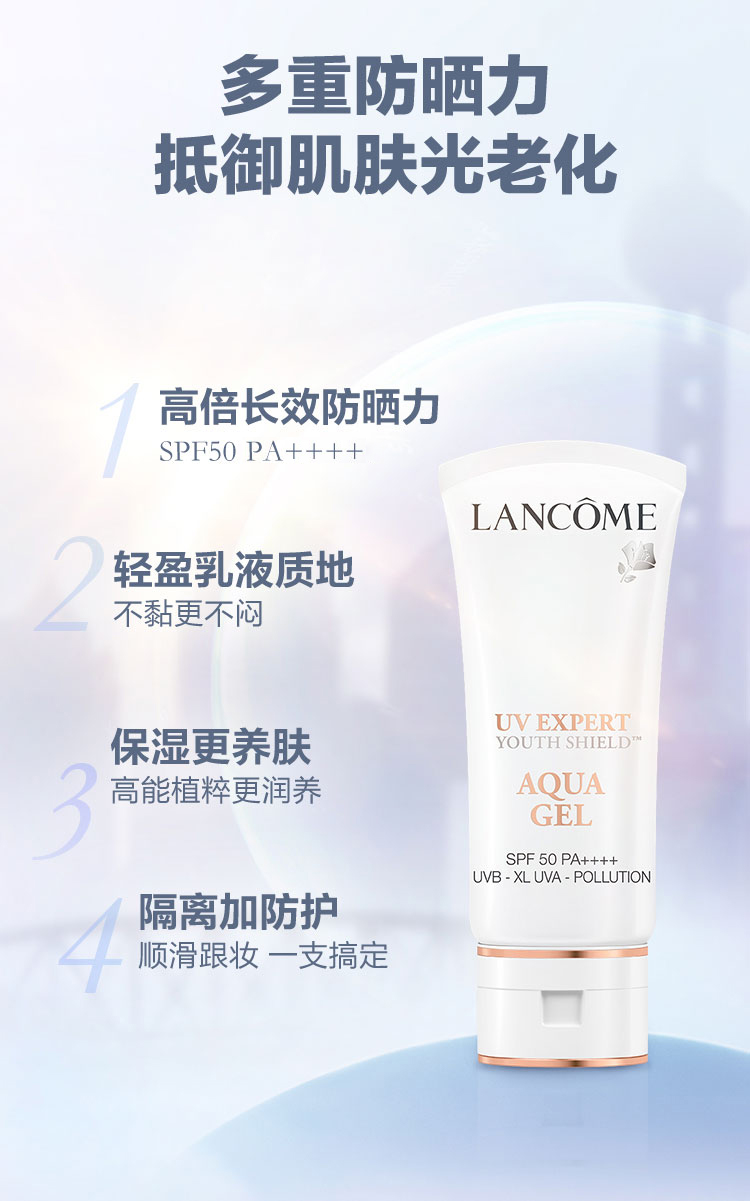 多重防晒力
抵御肌肤光老化
1 高倍长效防晒力
SPF50 PA++++
2 轻盈乳液质地
不黏更不闷
3 保湿更养肤
高能植粹更润养
4 隔离加防护
顺滑跟妆 一支搞定
LANCÔME
UV EXPERT
YOUTH SHIELD™
AQUA
GEL
SPF 50 PA++++
UVB - XL UVA - POLLUTION